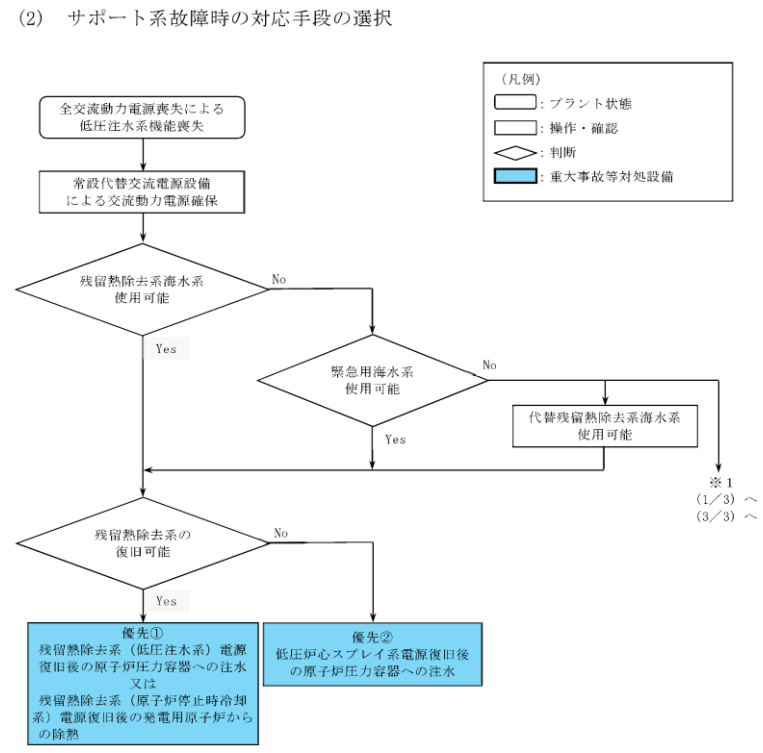 (2) サポート系故障時の対応手段の選択
(凡例)
：プラント状態
：操作・確認
：判断
：重大事故等対処設備
全交流動力電源喪失による
低圧注水系機能喪失
常設代替交流電源設備
による交流動力電源確保
残留熱除去系海水系
使用可能
No
Yes
緊急用海水系
使用可能
No
Yes
代替残留熱除去系海水系
使用可能
※１
(1／3) へ
(3／3) へ
残留熱除去系の
復旧可能
No
Yes
優先①
残留熱除去系（低圧注水系）電源
復旧後の原子炉圧力容器への注水
又は
残留熱除去系（原子炉停止時冷却
系）電源復旧後の発電用原子炉から
の除熱
優先②
低圧炉心スプレイ系電源復旧後
の原子炉圧力容器への注水